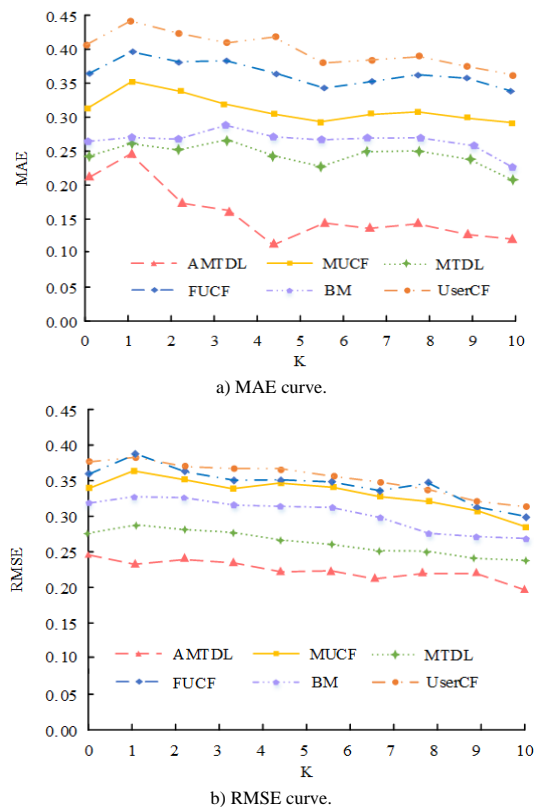 0.45
0.40
0.35
0.30
0.25
0.20
0.15
0.10
0.05
0.00
MAE
AMTDL MUCF MTDL
FUCF BM UserCF
0 1 2 3 4 5 6 7 8 9 10
K
a) MAE curve.
0.45
0.40
0.35
0.30
0.25
0.20
0.15
0.10
0.05
0.00
RMSE
AMTDL MUCF MTDL
FUCF BM UserCF
0 1 2 3 4 5 6 7 8 9 10
K
b) RMSE curve.